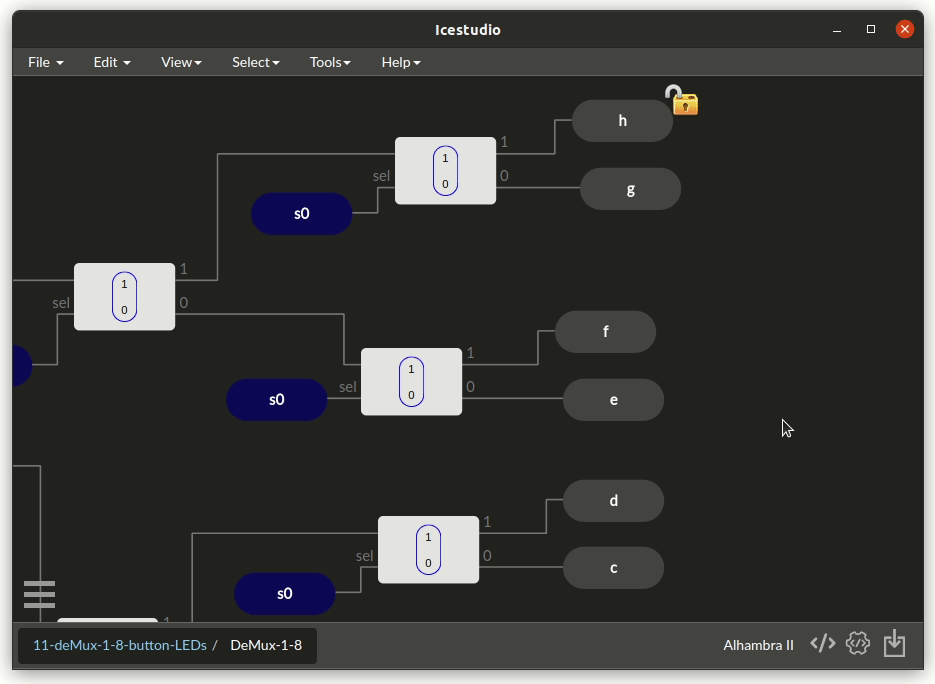 Icestudio
File Edit View Select Tools Help
h
1
1
0
sel
0
g
s0
1
1
0
sel
0
f
1
1
0
sel
0
e
s0
d
1
1
0
sel
0
c
s0
1
11-deMux-1-8-button-LEDs / DeMux-1-8
Alhambra II </> </>